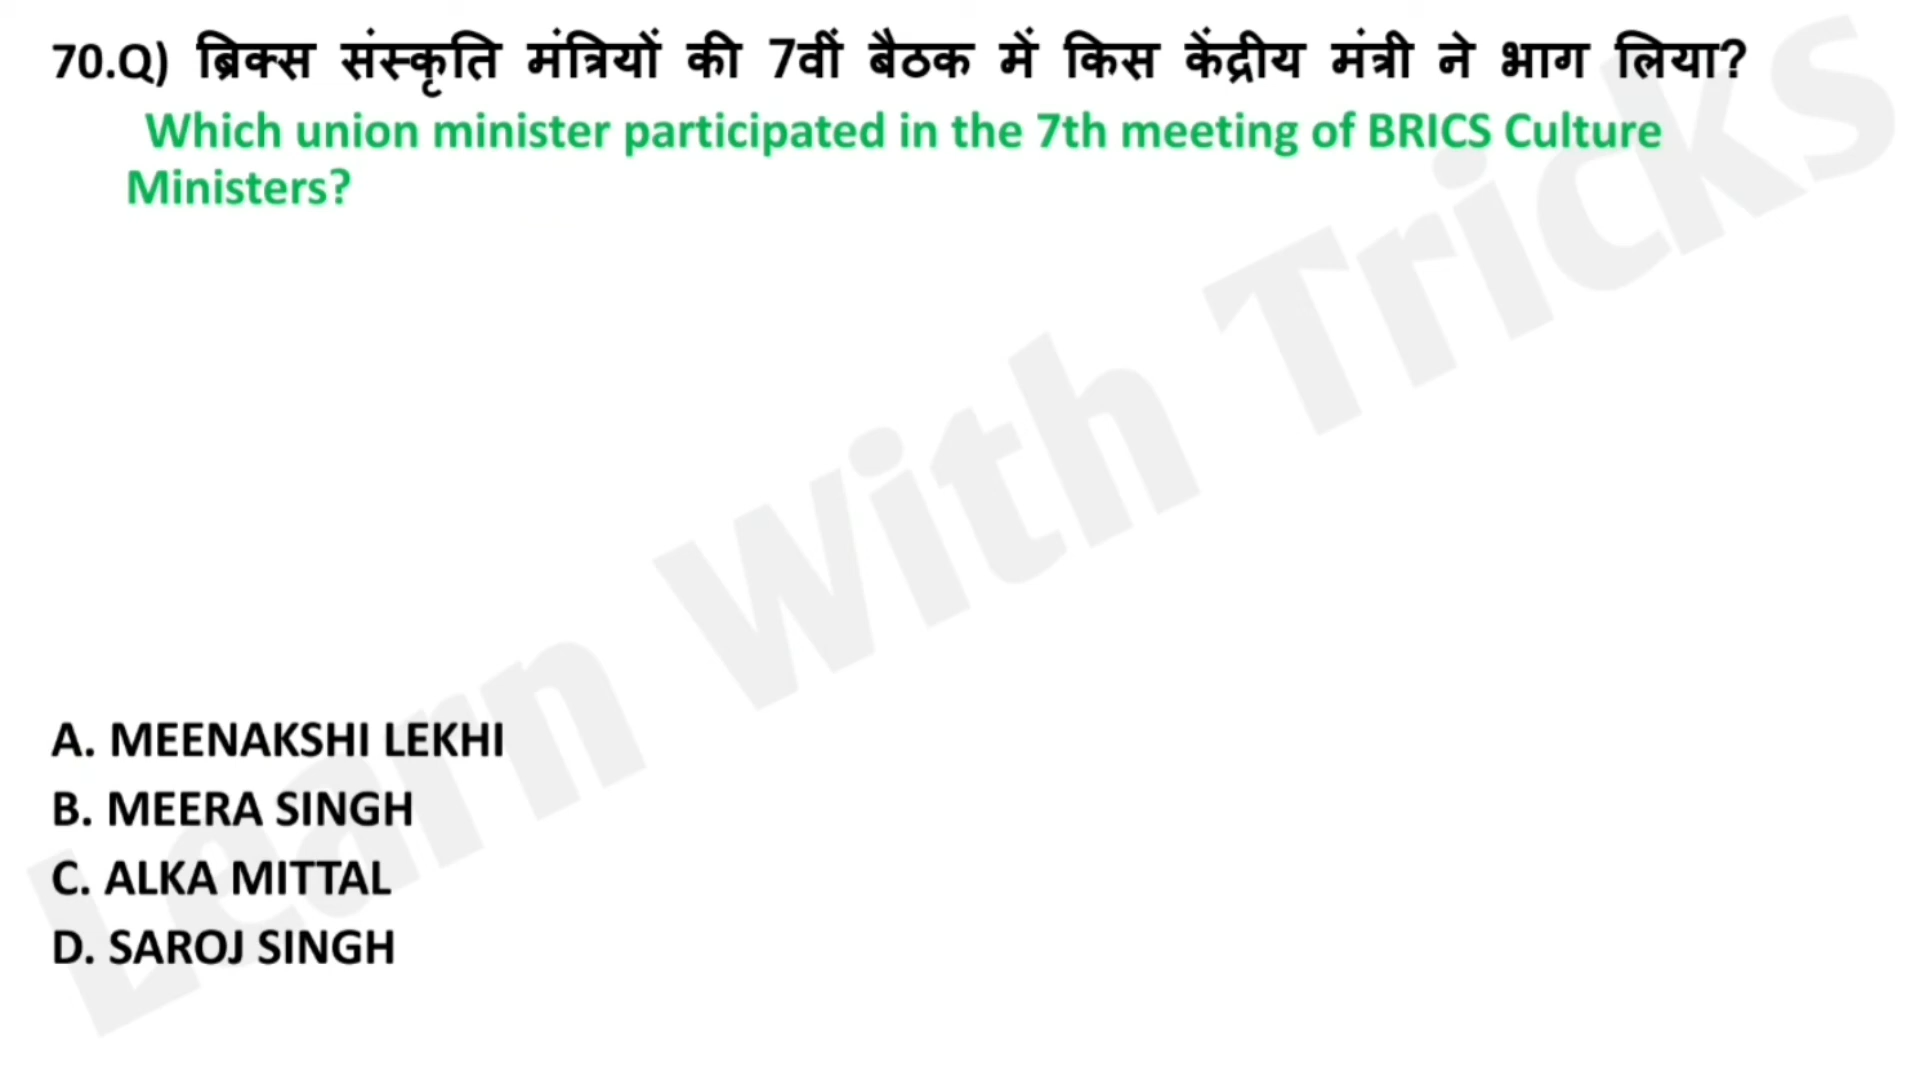 70.Q) ब्रिक्स संस्कृति मंत्रियों की 7वीं बैठक में किस केंद्रीय मंत्री ने भाग लिया?
Which union minister participated in the 7th meeting of BRICS Culture
Ministers?
Learn With Tricks
A. MEENAKSHI LEKHI
B. MEERA SINGH
C. ALKA MITTAL
D. SAROJ SINGH